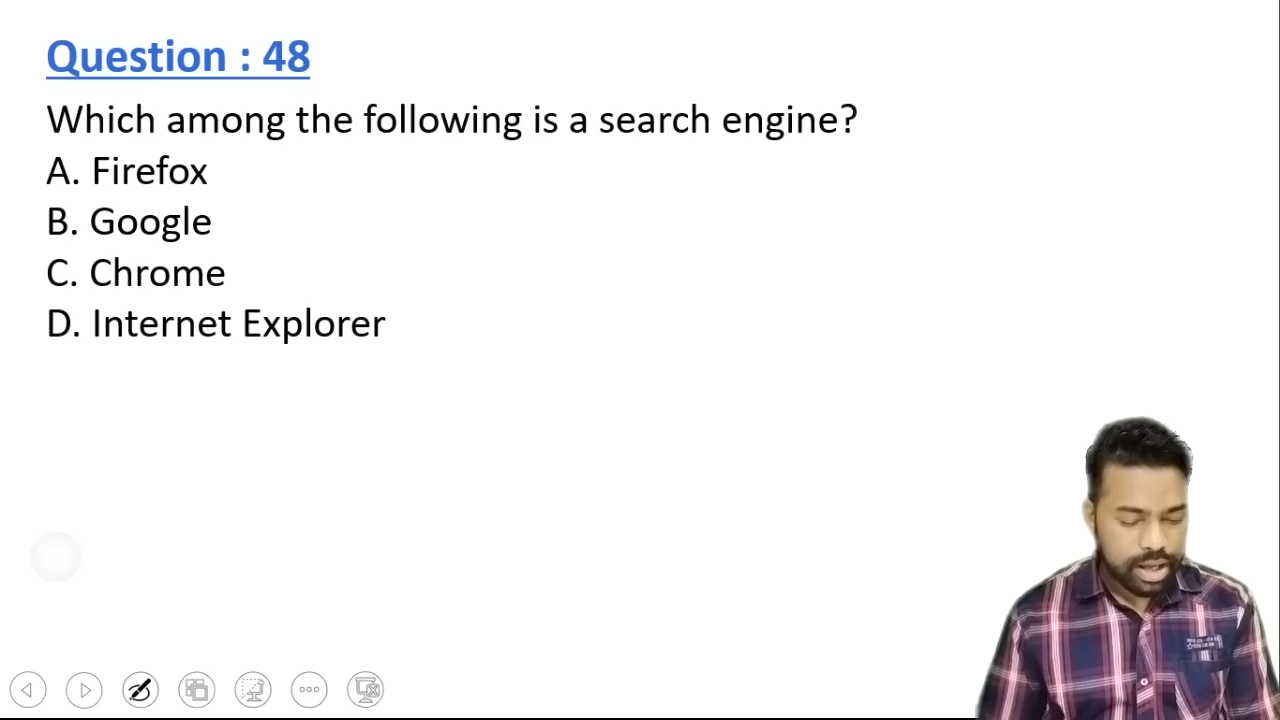 Question : 48
Which among the following is a search engine?
A. Firefox
B. Google
C. Chrome
D. Internet Explorer